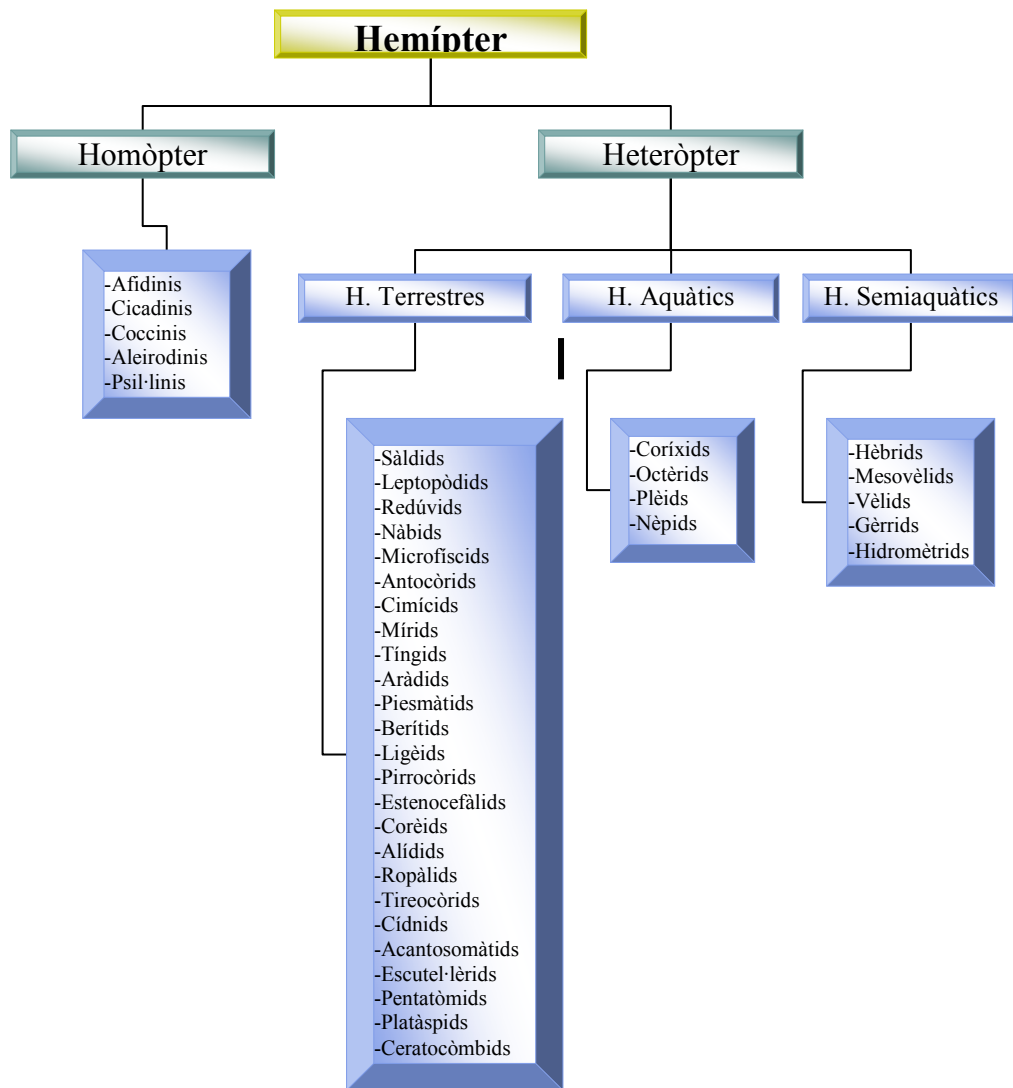 Hemípter
Homòpter
Heteròpter
-Afidinis
-Cicadinis
-Coccinis
-Aleirodinis
-Psil·linis
H. Terrestres
H. Aquàtics
H. Semiaquàtics
-Sàldids
-Leptopòdids
-Redúvids
-Nàbids
-Microfíscids
-Antocòrids
-Cimícids
-Mírids
-Tíngids
-Aràdids
-Piesmàtids
-Berítids
-Ligèids
-Pirrocòrids
-Estenocefàlids
-Corèids
-Alídids
-Ropàlids
-Tireocòrids
-Cídnids
-Acantosomàtids
-Escutel·lèrids
-Pentatòmids
-Platàspids
-Ceratocòmbids
-Coríxids
-Octèrids
-Plèids
-Nèpids
-Hèbrids
-Mesovèlids
-Vèlids
-Gèrrids
-Hidromètrids